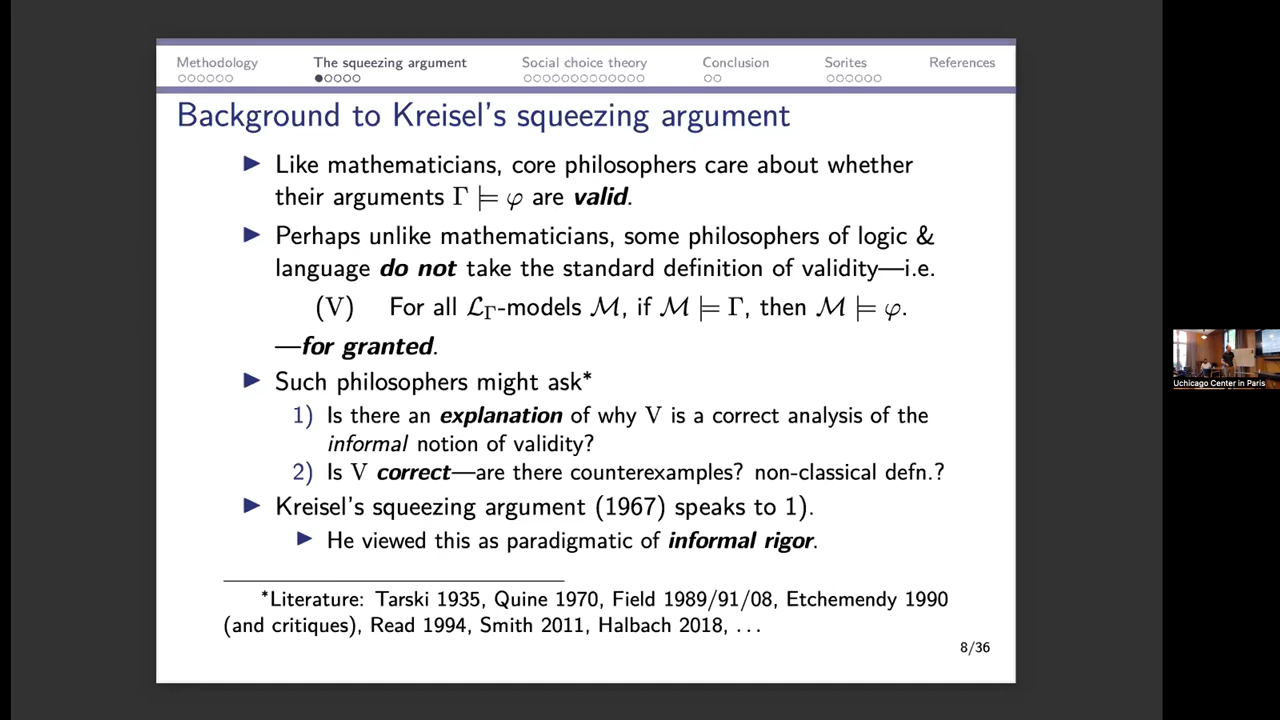 Methodology The squeezing argument Social choice theory Conclusion Sorites References
Background to Kreisel's squeezing argument
▶ Like mathematicians, core philosophers care about whether
their arguments Γ ⊨ φ are valid.
▶ Perhaps unlike mathematicians, some philosophers of logic &
language do not take the standard definition of validity—i.e.
(V) For all ℒ_Γ-models ℳ, if ℳ ⊨ Γ, then ℳ ⊨ φ.
—for granted.
▶ Such philosophers might ask*
1) Is there an explanation of why V is a correct analysis of the
informal notion of validity?
2) Is V correct—are there counterexamples? non-classical defn.?
▶ Kreisel's squeezing argument (1967) speaks to 1).
▶ He viewed this as paradigmatic of informal rigor.
*Literature: Tarski 1935, Quine 1970, Field 1989/91/08, Etchemendy 1990
(and critiques), Read 1994, Smith 2011, Halbach 2018, ...
8/36
Uchicago Center in Paris